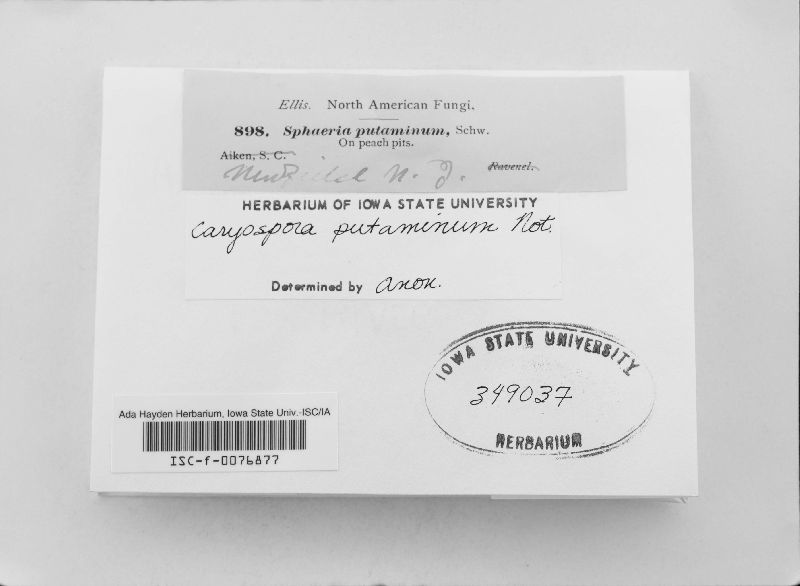 Ellis. North American Fungi.
898. Sphaeria putaminum, Schw.
On peach pits.
Aiken, S. C.
Ravenel.
Newfield N. J.
HERBARIUM OF IOWA STATE UNIVERSITY
Caryospora putaminum Not.
Determined by anon.
IOWA STATE UNIVERSITY
349037
HERBARIUM
Ada Hayden Herbarium, Iowa State Univ.-ISC/IA
ISC-f-0076877